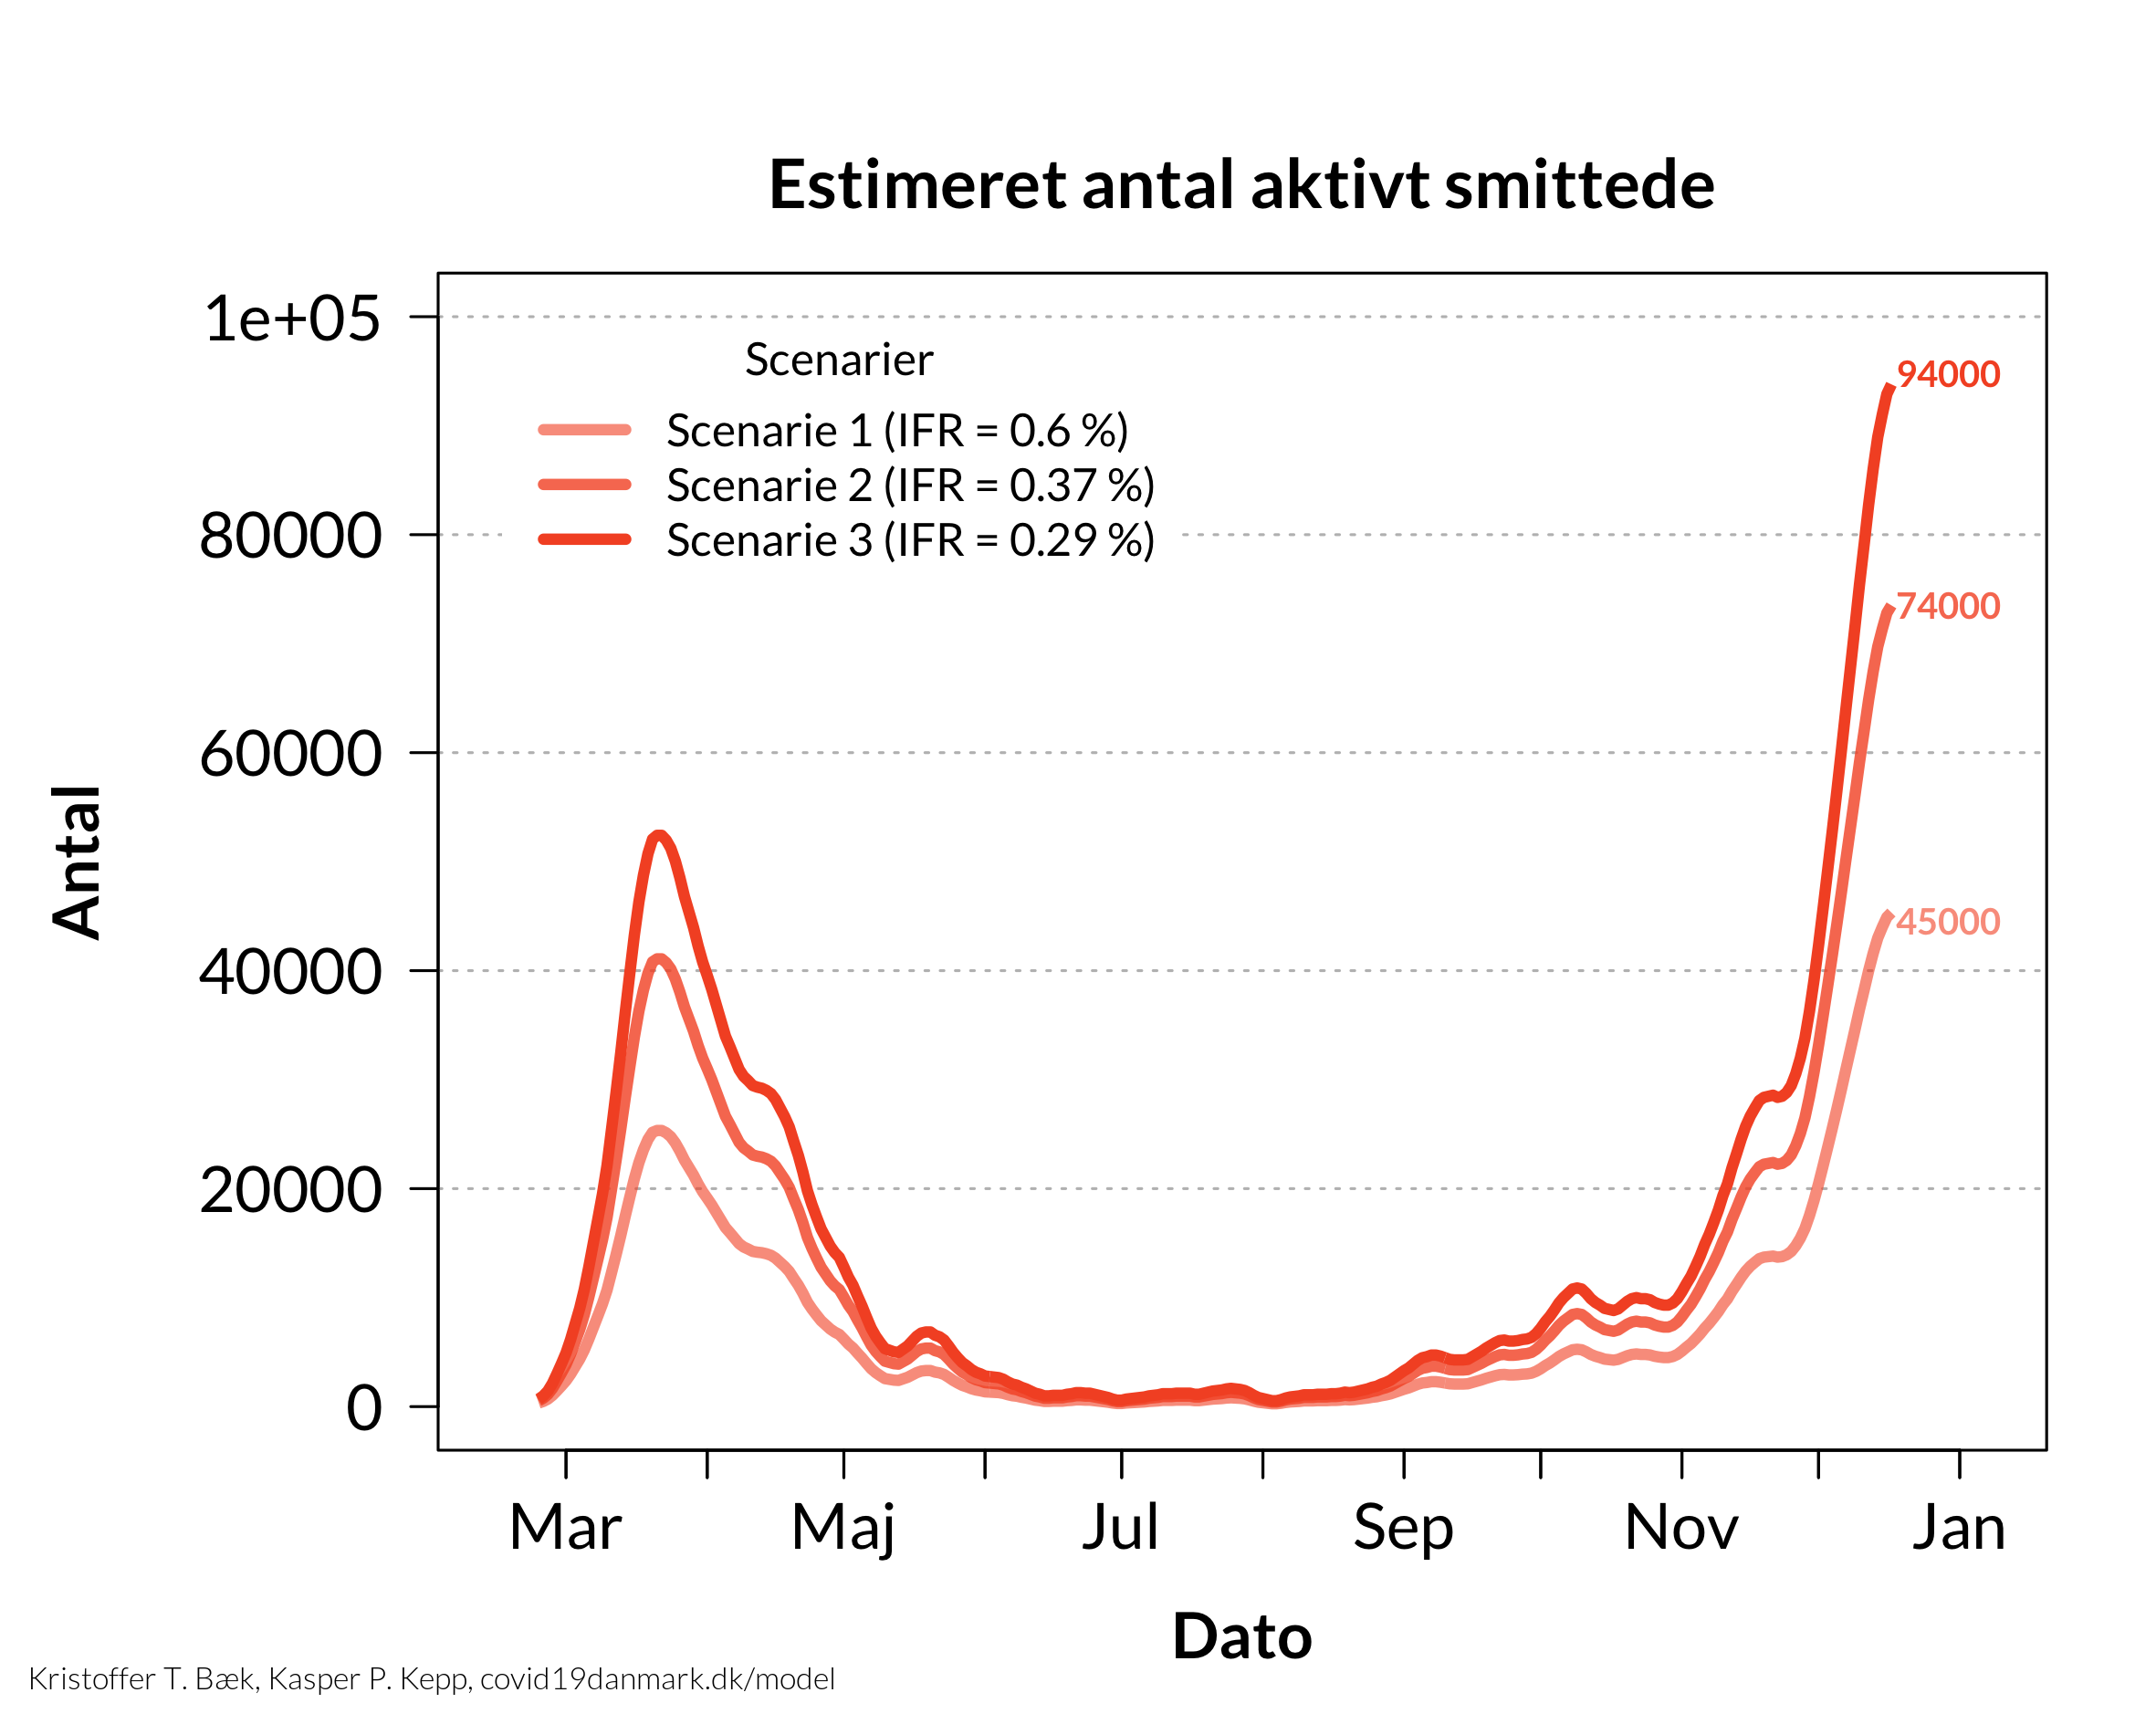 Estimeret antal aktivt smittede
1e+05
80000
60000
40000
20000
0
Antal
Scenarier
Scenarie 1 (IFR = 0.6 %)
Scenarie 2 (IFR = 0.37 %)
Scenarie 3 (IFR = 0.29 %)
94000
74000
45000
Mar Maj Jul Sep Nov Jan
Dato
Kristoffer T. Bæk, Kasper P. Kepp, covid19danmark.dk/model